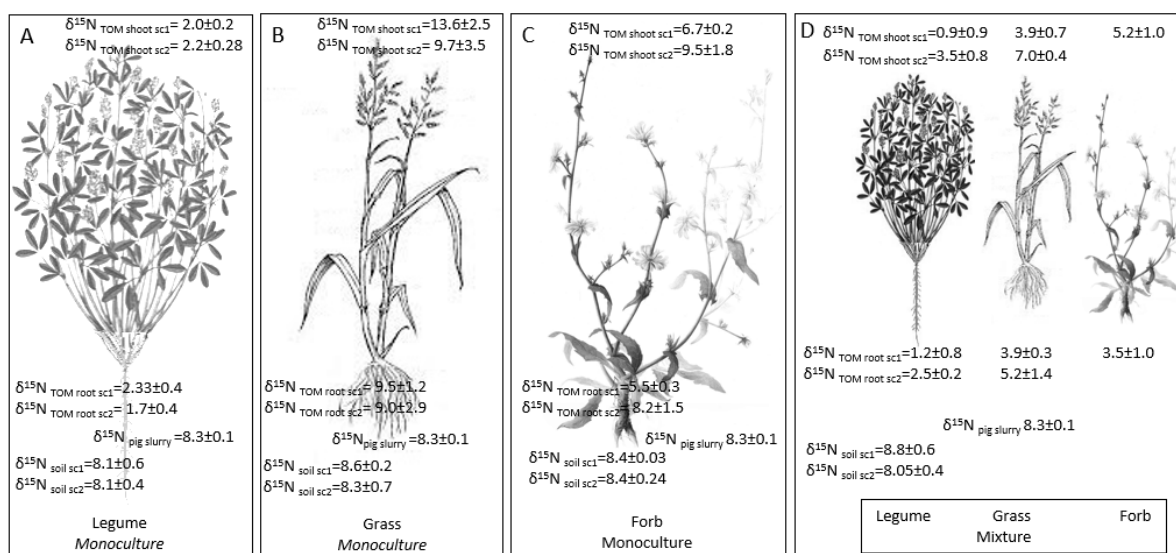 A
δ¹⁵N TOM shoot sc1= 2.0±0.2
δ¹⁵N TOM shoot sc2= 2.2±0.28
δ¹⁵N TOM root sc1=2.33±0.4
δ¹⁵N TOM root sc2= 1.7±0.4
δ¹⁵N pig slurry =8.3±0.1
δ¹⁵N soil sc1=8.1±0.6
δ¹⁵N soil sc2=8.1±0.4
Legume
Monoculture
B
δ¹⁵N TOM shoot sc1=13.6±2.5
δ¹⁵N TOM shoot sc2= 9.7±3.5
δ¹⁵N TOM root sc1= 9.5±1.2
δ¹⁵N TOM root sc2= 9.0±2.9
δ¹⁵N pig slurry =8.3±0.1
δ¹⁵N soil sc1=8.6±0.2
δ¹⁵N soil sc2=8.3±0.7
Grass
Monoculture
C
δ¹⁵N TOM shoot sc1=6.7±0.2
δ¹⁵N TOM shoot sc2=9.5±1.8
δ¹⁵N TOM root sc1=5.5±0.3
δ¹⁵N TOM root sc2= 8.2±1.5
δ¹⁵N pig slurry 8.3±0.1
δ¹⁵N soil sc1=8.4±0.03
δ¹⁵N soil sc2=8.4±0.24
Forb
Monoculture
D
δ¹⁵N TOM shoot sc1=0.9±0.9 3.9±0.7 5.2±1.0
δ¹⁵N TOM shoot sc2=3.5±0.8 7.0±0.4
δ¹⁵N TOM root sc1=1.2±0.8 3.9±0.3 3.5±1.0
δ¹⁵N TOM root sc2=2.5±0.2 5.2±1.4
δ¹⁵N pig slurry 8.3±0.1
δ¹⁵N soil sc1=8.8±0.6
δ¹⁵N soil sc2=8.05±0.4
Legume Grass Forb
Mixture